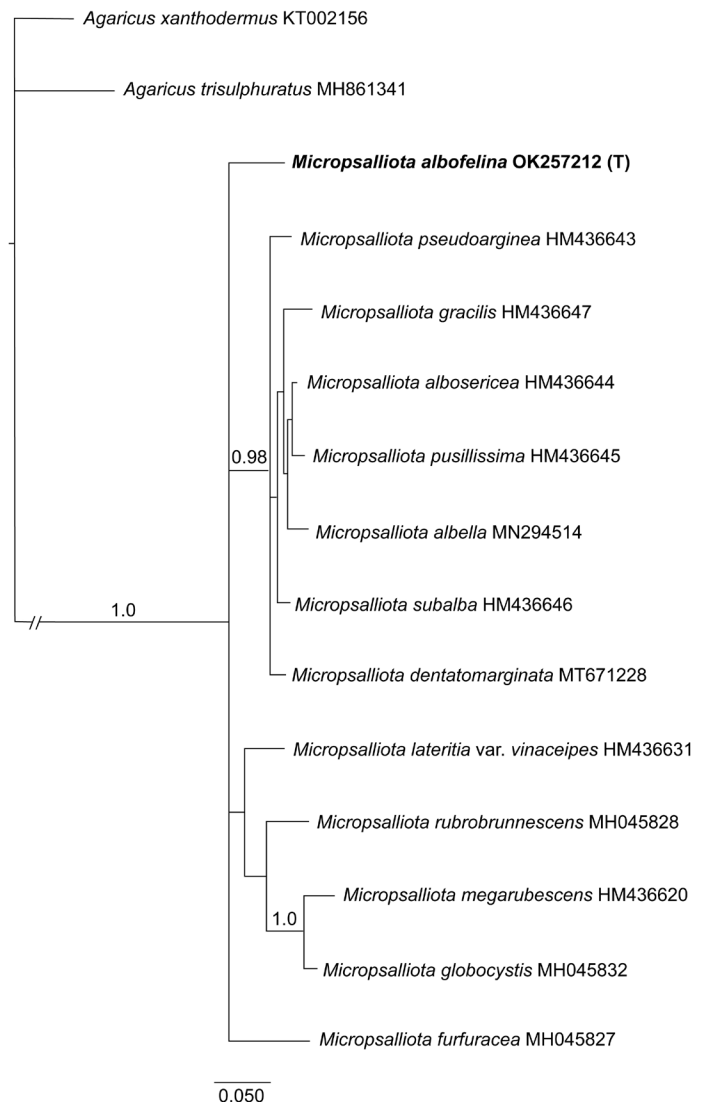 Agaricus xanthodermus KT002156
Agaricus trisulphuratus MH861341
Micropsalliota albofelina OK257212 (T)
Micropsalliota pseudoarginea HM436643
Micropsalliota gracilis HM436647
Micropsalliota albosericea HM436644
0.98
Micropsalliota pusillissima HM436645
Micropsalliota albella MN294514
Micropsalliota subalba HM436646
1.0
Micropsalliota dentatomarginata MT671228
Micropsalliota lateritia var. vinaceipes HM436631
Micropsalliota rubrobrunnescens MH045828
Micropsalliota megarubescens HM436620
1.0
Micropsalliota globocystis MH045832
Micropsalliota furfuracea MH045827
0.050